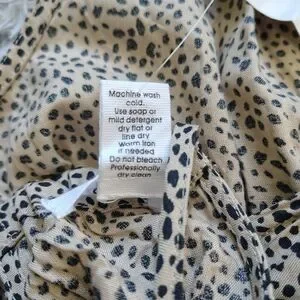 Machine wash
cold.
Use soap or
mild detergent
dry flat or
line dry
Warm iron
if needed
Do not bleach
Professionally
dry clean